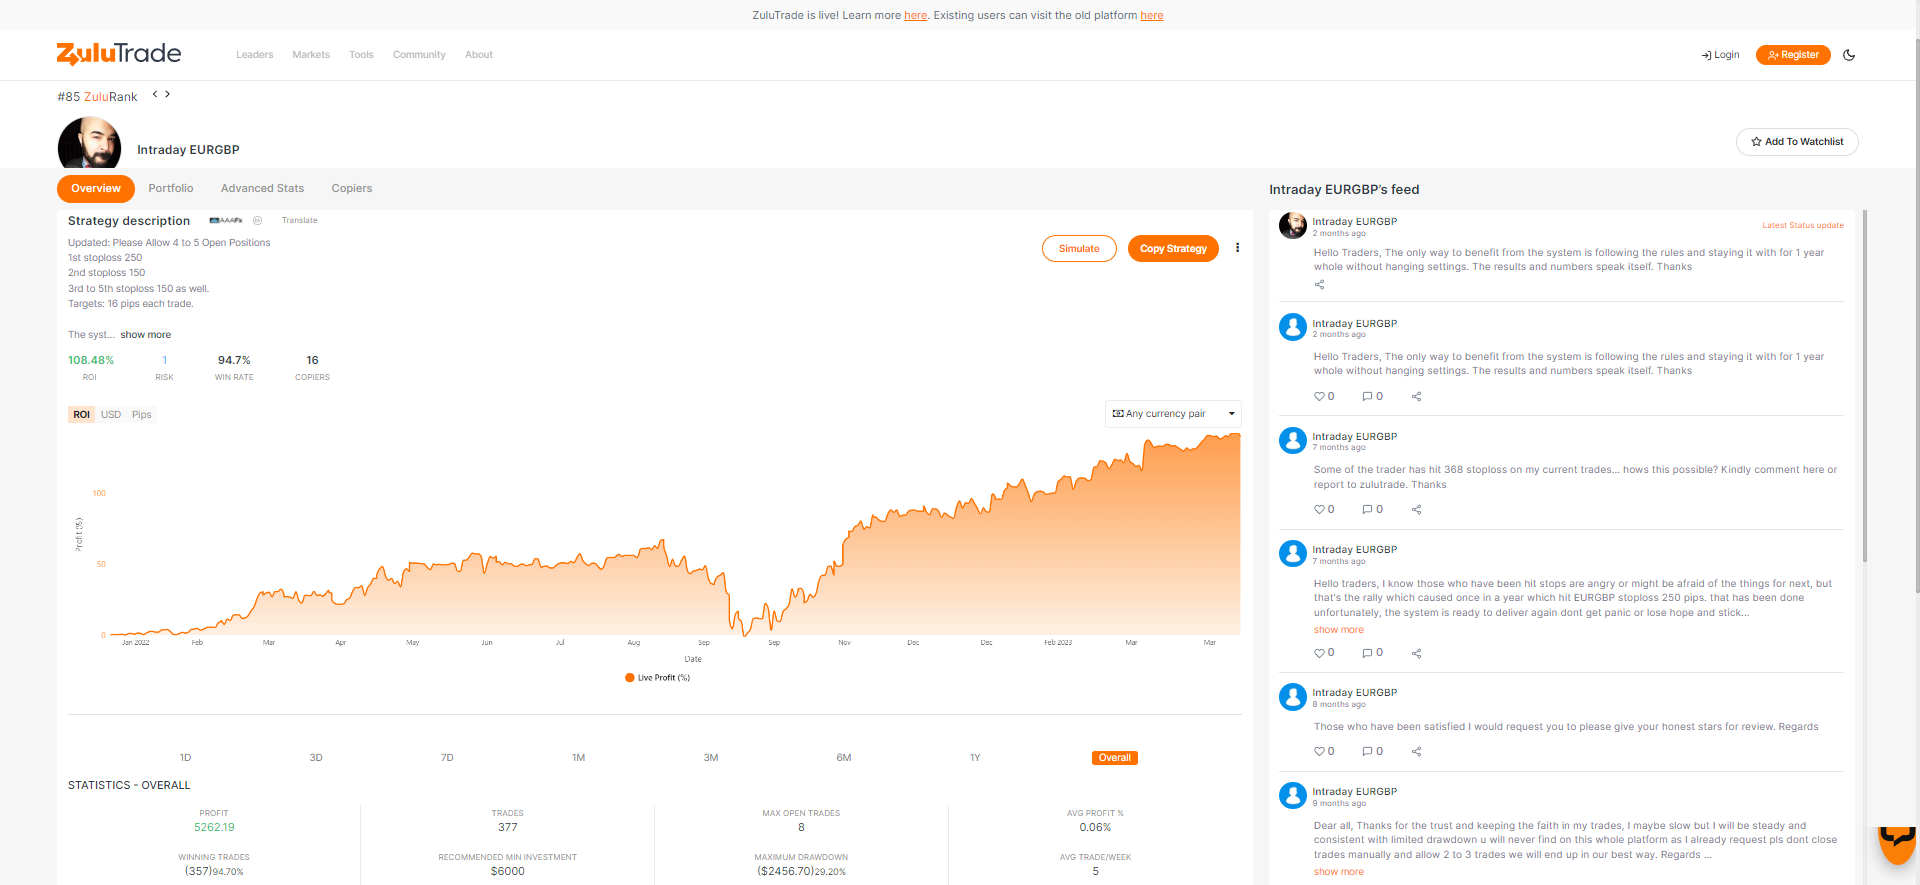 ZuluTrade is live! Learn more here. Existing users can visit the old platform here
ZuluTrade
Leaders Markets Tools Community About
Login Register
#85 ZuluRank < >
Intraday EURGBP
Add To Watchlist
Overview Portfolio Advanced Stats Copiers
Strategy description AAAFx Translate
Updated: Please Allow 4 to 5 Open Positions
1st stoploss 250
2nd stoploss 150
3rd to 5th stoploss 150 as well.
Targets: 16 pips each trade.
The syst... show more
Simulate Copy Strategy
108.48% 1 94.7% 16
ROI RISK WIN RATE COPIERS
ROI USD Pips
Any currency pair
100
50
0
Profit (%)
Jan 2022 Feb Mar Apr May Jun Jul Aug Sep Sep Nov Dec Dec Feb 2023 Mar Mar
Date
Live Profit (%)
1D 3D 7D 1M 3M 6M 1Y Overall
STATISTICS - OVERALL
PROFIT TRADES MAX OPEN TRADES AVG PROFIT %
5262.19 377 8 0.06%
WINNING TRADES RECOMMENDED MIN INVESTMENT MAXIMUM DRAWDOWN AVG TRADE/WEEK
(357)94.70% $6000 ($2456.70)29.20% 5
Intraday EURGBP's feed
Intraday EURGBP
2 months ago
Latest Status update
Hello Traders, The only way to benefit from the system is following the rules and staying it with for 1 year
whole without hanging settings. The results and numbers speak itself. Thanks
Intraday EURGBP
2 months ago
Hello Traders, The only way to benefit from the system is following the rules and staying it with for 1 year
whole without hanging settings. The results and numbers speak itself. Thanks
0 0
Intraday EURGBP
7 months ago
Some of the trader has hit 368 stoploss on my current trades... hows this possible? Kindly comment here or
report to zulutrade. Thanks
0 0
Intraday EURGBP
7 months ago
Hello traders, I know those who have been hit stops are angry or might be afraid of the things for next, but
that's the rally which caused once in a year which hit EURGBP stoploss 250 pips. that has been done
unfortunately, the system is ready to deliver again dont get panic or lose hope and stick...
show more
0 0
Intraday EURGBP
8 months ago
Those who have been satisfied I would request you to please give your honest stars for review. Regards
0 0
Intraday EURGBP
9 months ago
Dear all, Thanks for the trust and keeping the faith in my trades, I maybe slow but I will be steady and
consistent with limited drawdown u will never find on this whole platform as I already request pls dont close
trades manually and allow 2 to 3 trades we will end up in our best way. Regards ...
show more